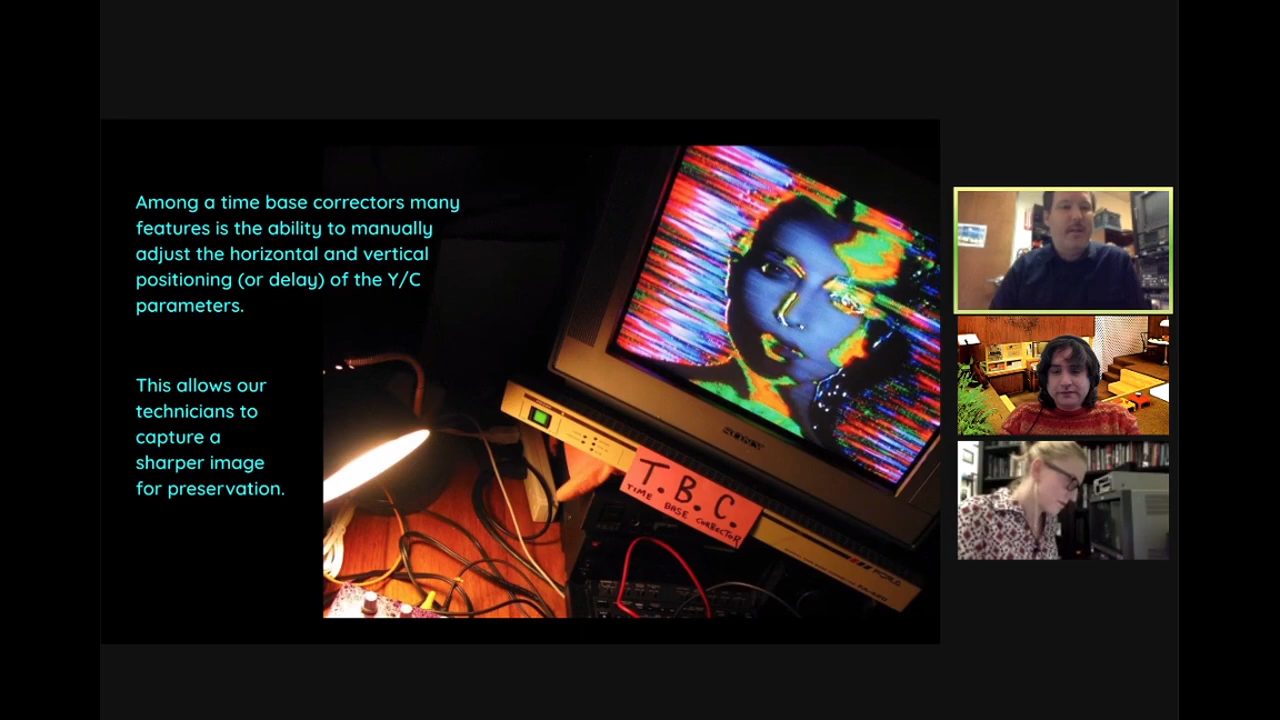 Among a time base correctors many
features is the ability to manually
adjust the horizontal and vertical
positioning (or delay) of the Y/C
parameters.
This allows our
technicians to
capture a
sharper image
for preservation.
SONY
T.B.C.
TIME BASE CORRECTOR